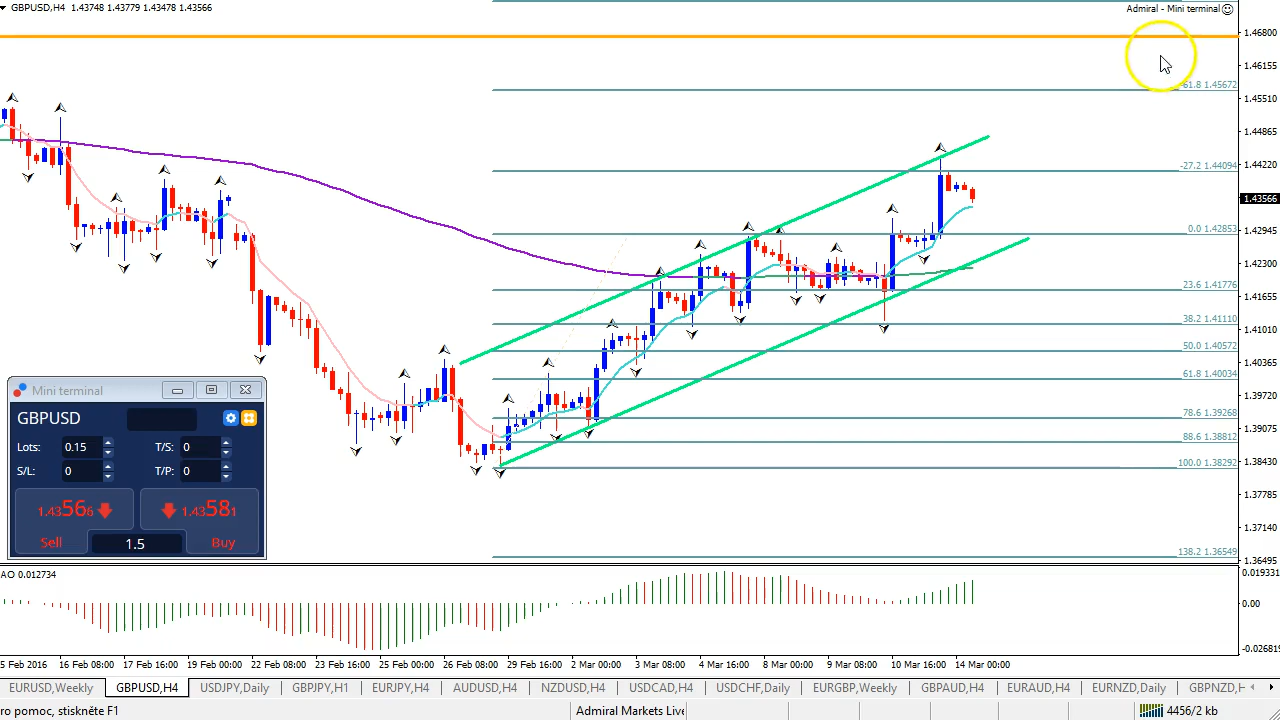 GBPUSD,H4 1.43748 1.43779 1.43478 1.43566
Admiral - Mini terminal
1.46800
1.46155
-61.8 1.45672
1.45510
1.44865
-27.2 1.44094
1.44220
1.43566
0.0 1.42853
1.42945
1.42300
23.6 1.41776
1.41655
38.2 1.41110
1.41010
50.0 1.40572
1.40365
61.8 1.40034
1.39720
78.6 1.39268
1.39075
88.6 1.38812
100.0 1.38292
1.38430
1.37785
1.37140
138.2 1.36549
1.36495
Mini terminal
GBPUSD
Lots: 0.15 T/S: 0
S/L: 0 T/P: 0
1.43566 1.43581
Sell 1.5 Buy
AO 0.012734
0.019331
0.00
-0.02681
5 Feb 2016 16 Feb 08:00 17 Feb 16:00 19 Feb 00:00 22 Feb 08:00 23 Feb 16:00 25 Feb 00:00 26 Feb 08:00 29 Feb 16:00 2 Mar 00:00 3 Mar 08:00 4 Mar 16:00 8 Mar 00:00 9 Mar 08:00 10 Mar 16:00 14 Mar 00:00
EURUSD,Weekly GBPUSD,H4 USDJPY,Daily GBPJPY,H1 EURJPY,H4 AUDUSD,H4 NZDUSD,H4 USDCAD,H4 USDCHF,Daily EURGBP,Weekly GBPAUD,H4 EURAUD,H4 EURNZD,Daily GBPNZD,H
ro pomoc, stiskněte F1 Admiral Markets Live 4456/2 kb